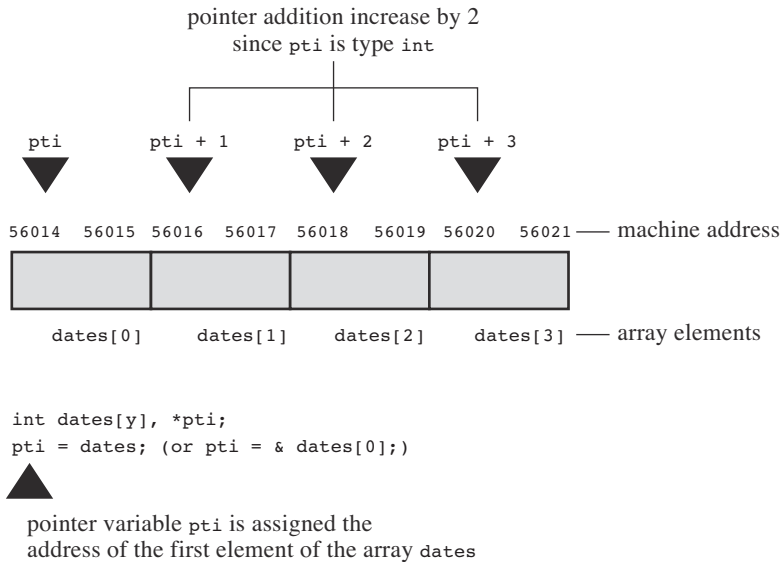 pointer addition increase by 2
since pti is type int
pti pti + 1 pti + 2 pti + 3
56014 56015 56016 56017 56018 56019 56020 56021 machine address
dates[0] dates[1] dates[2] dates[3] array elements
int dates[y], *pti;
pti = dates; (or pti = & dates[0];)
pointer variable pti is assigned the
address of the first element of the array dates